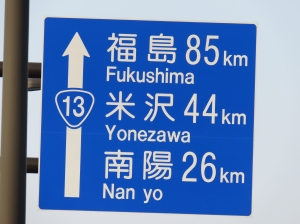 福島 85km
Fukushima
13
米沢 44km
Yonezawa
南陽 26km
Nan yo